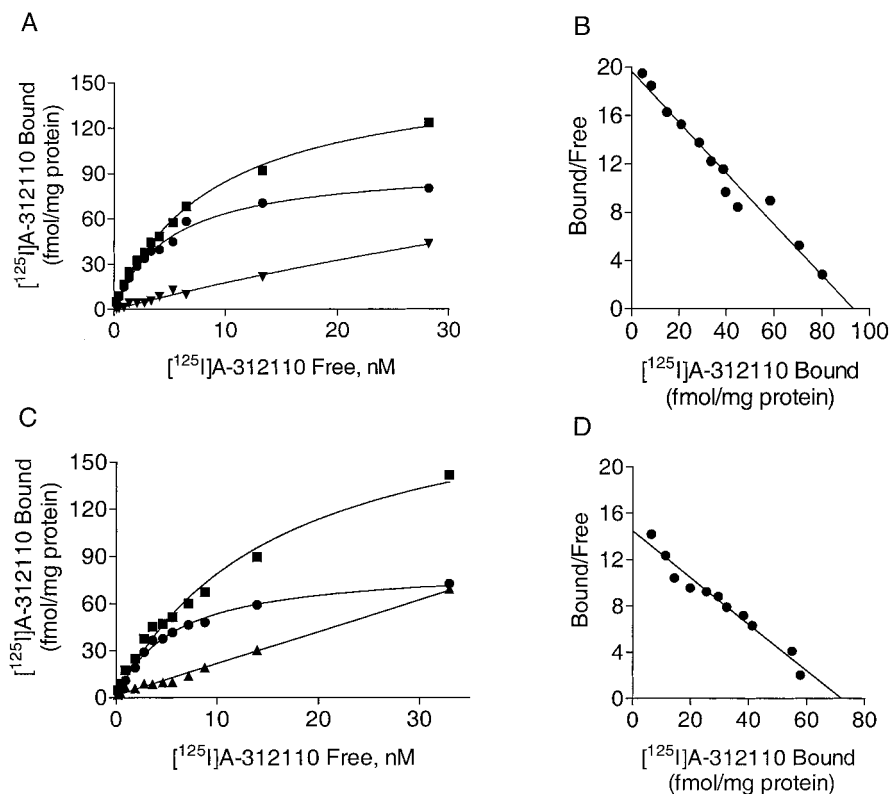 A
[¹²⁵I]A-312110 Bound
(fmol/mg protein)
150
120
90
60
30
0
0 10 20 30
[¹²⁵I]A-312110 Free, nM
B
Bound/Free
20
16
12
8
4
0
0 20 40 60 80 100
[¹²⁵I]A-312110 Bound
(fmol/mg protein)
C
[¹²⁵I]A-312110 Bound
(fmol/mg protein)
150
120
90
60
30
0
0 10 20 30
[¹²⁵I]A-312110 Free, nM
D
Bound/Free
20
16
12
8
4
0
0 20 40 60 80
[¹²⁵I]A-312110 Bound
(fmol/mg protein)